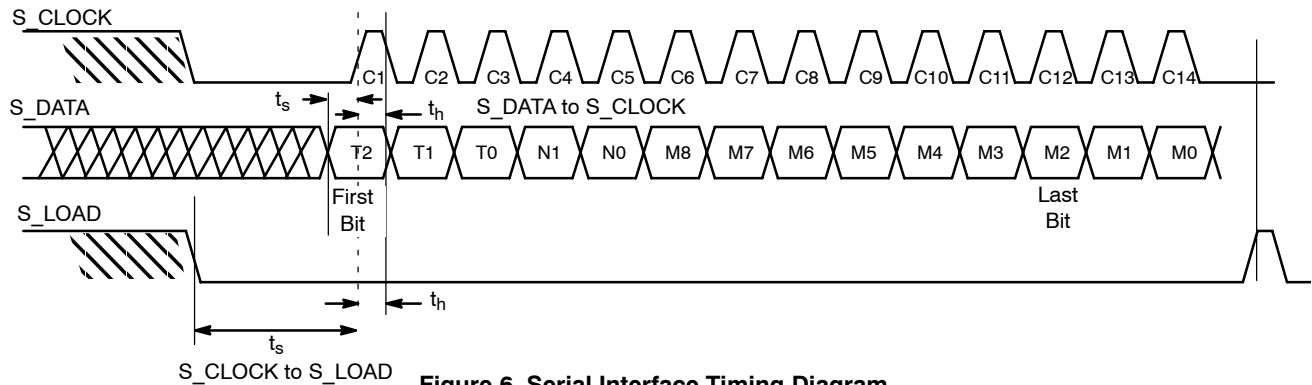 S_CLOCK
C1 C2 C3 C4 C5 C6 C7 C8 C9 C10 C11 C12 C13 C14
ts
S_DATA
th
S_DATA to S_CLOCK
T2 T1 T0 N1 N0 M8 M7 M6 M5 M4 M3 M2 M1 M0
First
Bit
Last
Bit
S_LOAD
th
ts
S_CLOCK to S_LOAD
Figure 6. Serial Interface Timing Diagram